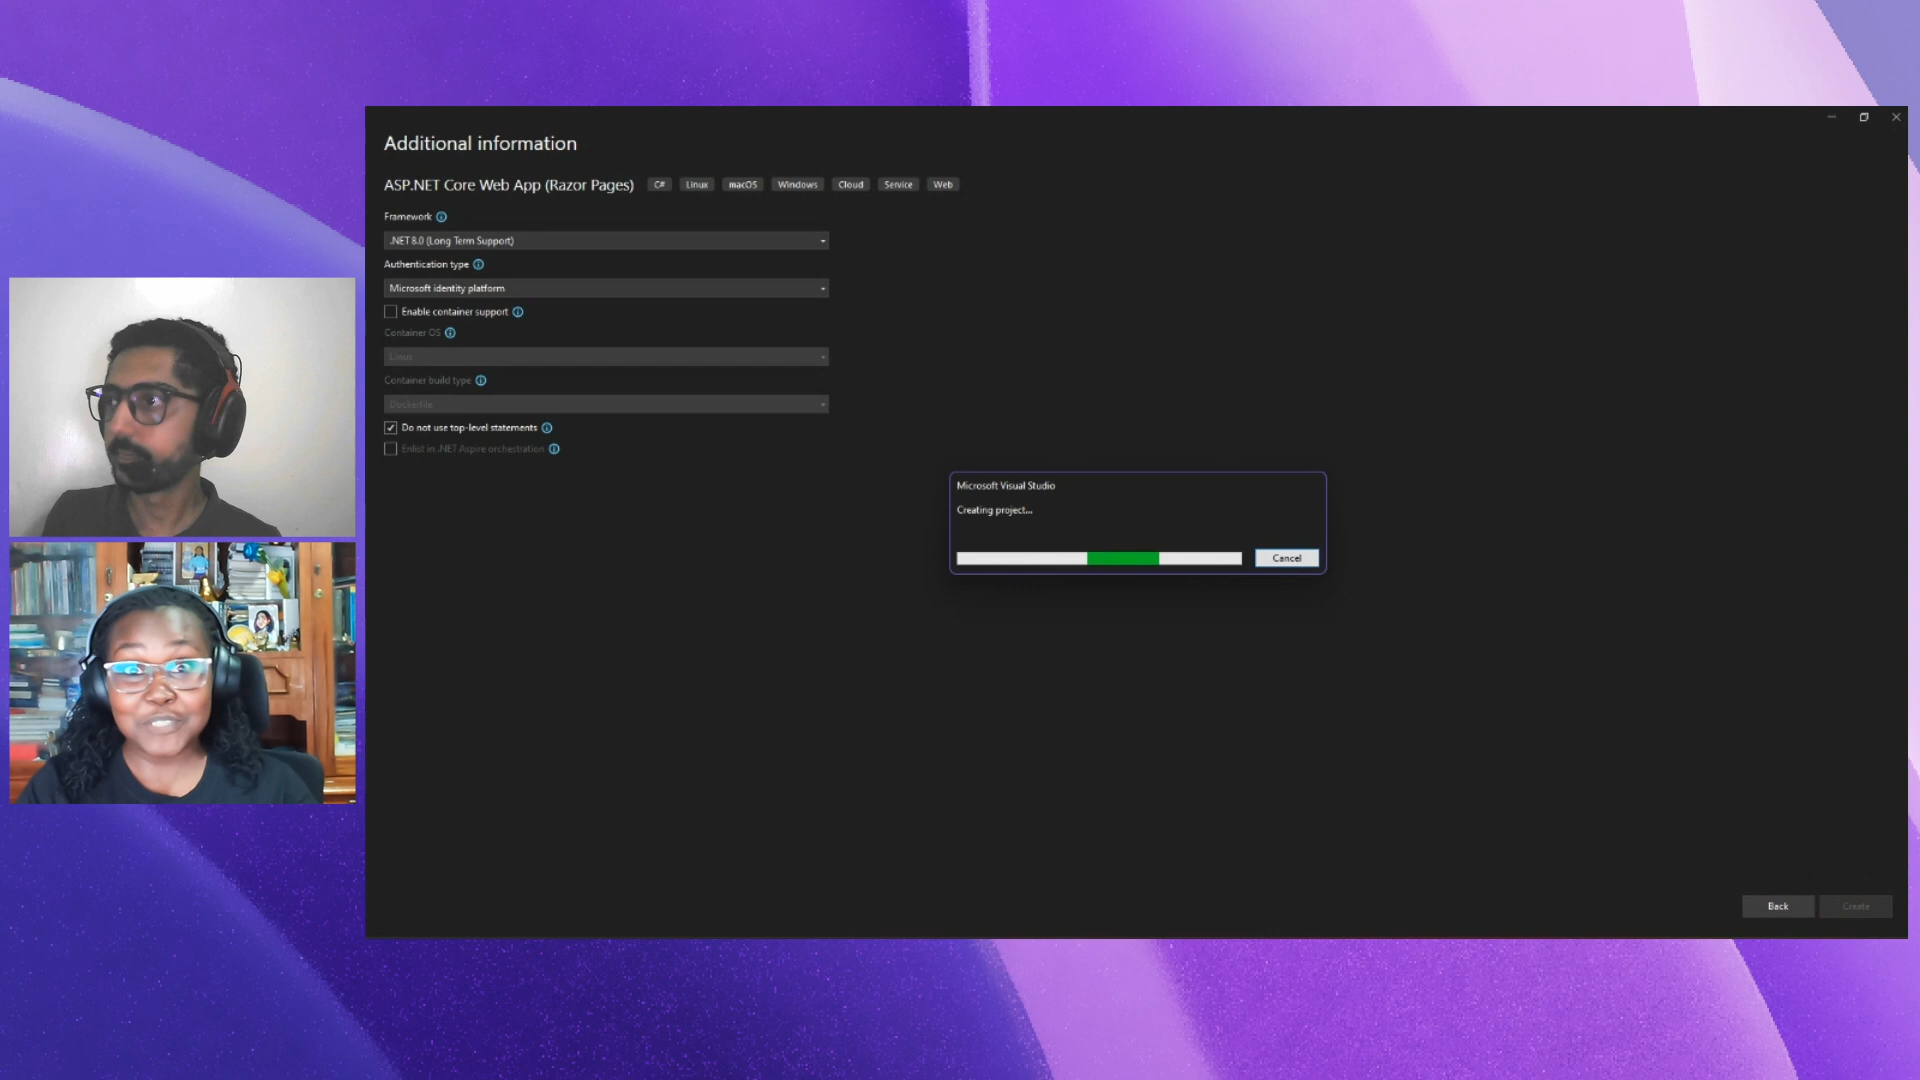 Additional information
ASP.NET Core Web App (Razor Pages) C# Linux macOS Windows Cloud Service Web
Framework
.NET 8.0 (Long Term Support)
Authentication type
Microsoft identity platform
Enable container support
Container OS
Linux
Container build type
Dockerfile
Do not use top-level statements
Enlist in .NET Aspire orchestration
Microsoft Visual Studio
Creating project...
Cancel
Back Create